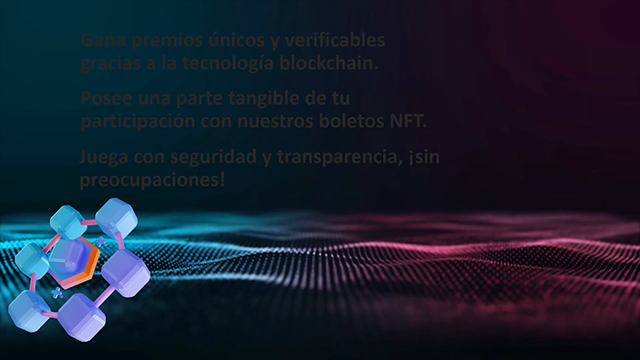 Gana premios únicos y verificables
gracias a la tecnología blockchain.
Posee una parte tangible de tu
participación con nuestros boletos NFT.
Juega con seguridad y transparencia, ¡sin
preocupaciones!